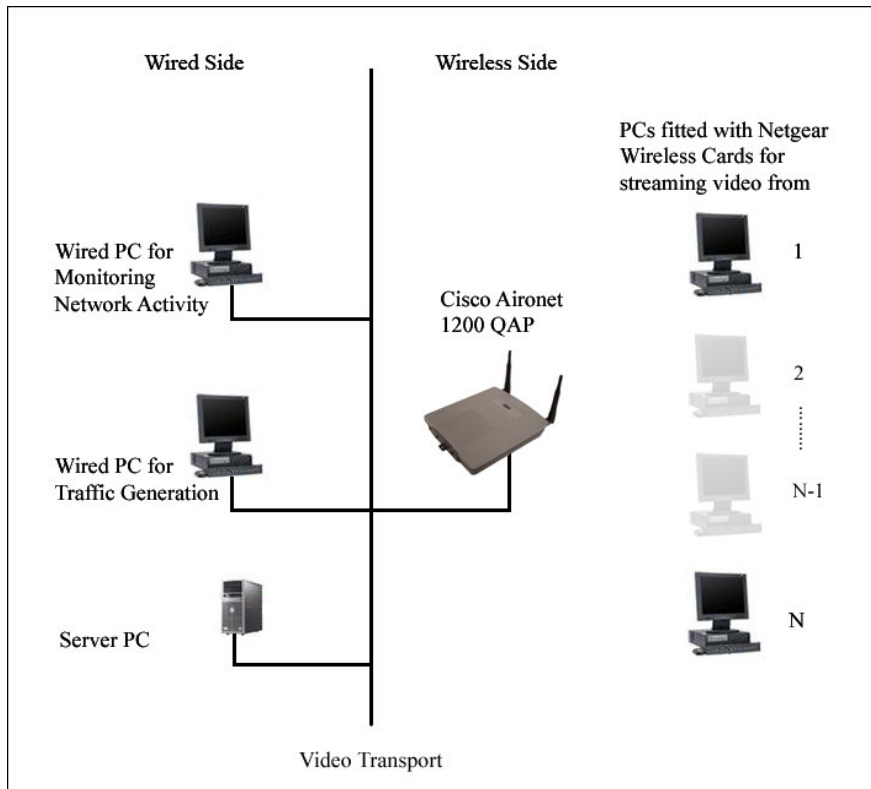 Wired Side
Wireless Side
PCs fitted with Netgear
Wireless Cards for
streaming video from
1
Wired PC for
Monitoring
Network Activity
Cisco Aironet
1200 QAP
2
Wired PC for
Traffic Generation
N-1
Server PC
N
Video Transport